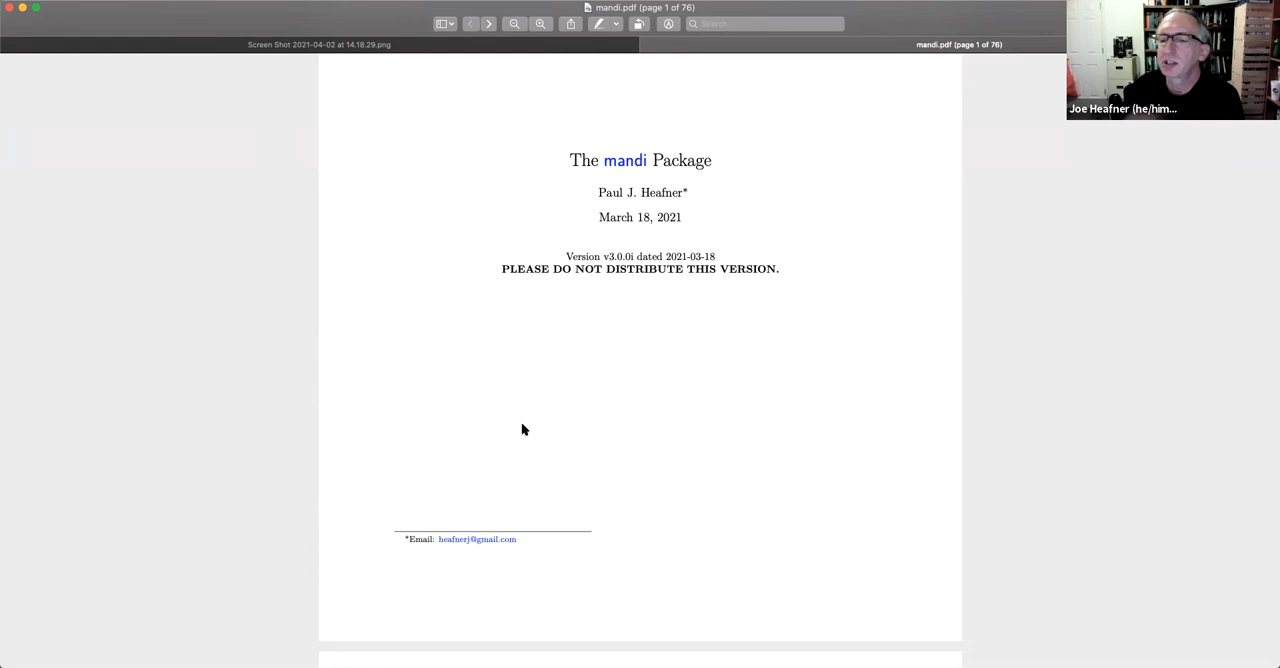 mandi.pdf (page 1 of 76)
Search
Screen Shot 2021-04-02 at 14.18.29.png
mandi.pdf (page 1 of 76)
Joe Heafner (he/him...
The mandi Package
Paul J. Heafner*
March 18, 2021
Version v3.0.0i dated 2021-03-18
PLEASE DO NOT DISTRIBUTE THIS VERSION.
*Email: heafnerj@gmail.com